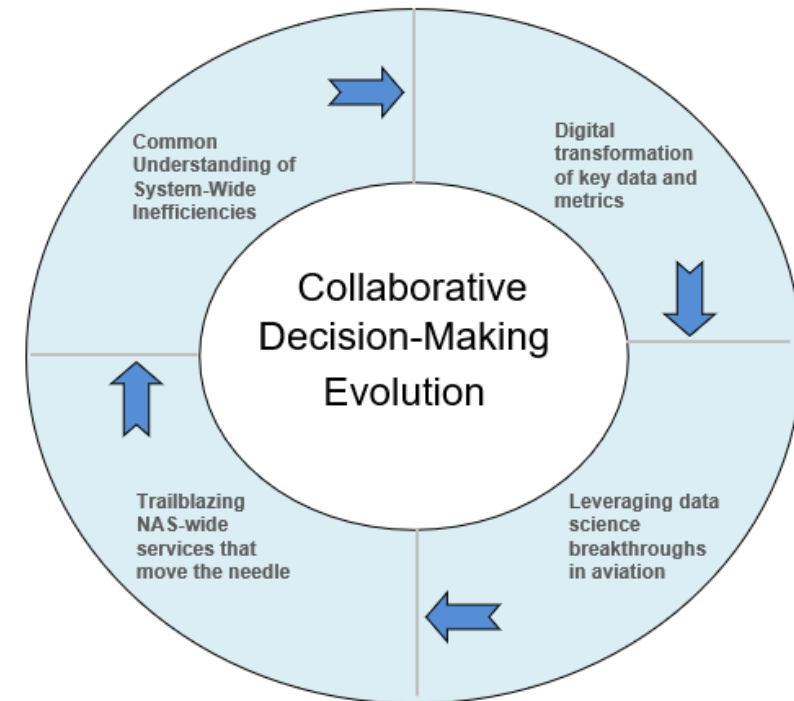 Common
Understanding of
System-Wide
Inefficiencies
Digital
transformation
of key data and
metrics
Collaborative
Decision-Making
Evolution
Trailblazing
NAS-wide
services that
move the needle
Leveraging data
science
breakthroughs
in aviation